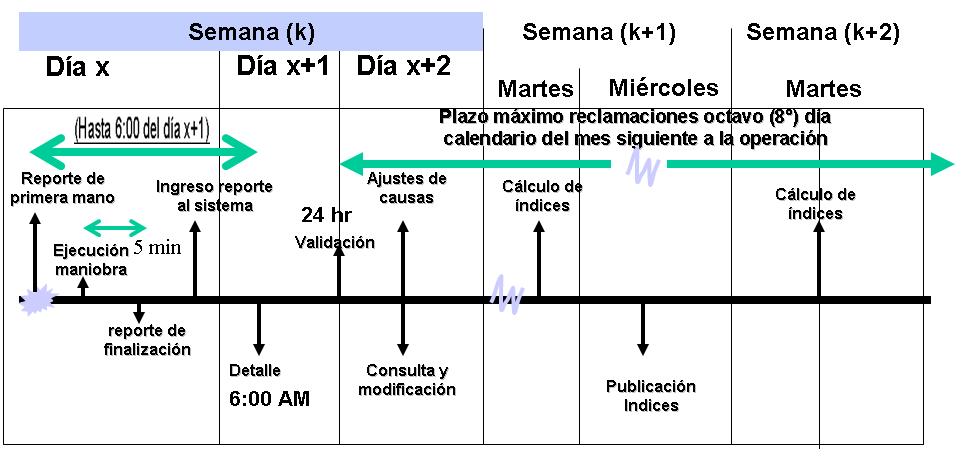 Semana (k)
Semana (k+1)
Semana (k+2)
Día x
Día x+1
Día x+2
Martes
Miércoles
Martes
(Hasta 6:00 del día x+1)
Plazo máximo reclamaciones octavo (8°) día
calendario del mes siguiente a la operación
Reporte de
primera mano
Ingreso reporte
al sistema
Ajustes de
causas
Cálculo de
índices
Cálculo de
índices
24 hr
Validación
Ejecución
maniobra
5 min
reporte de
finalización
Detalle
6:00 AM
Consulta y
modificación
Publicación
Indices